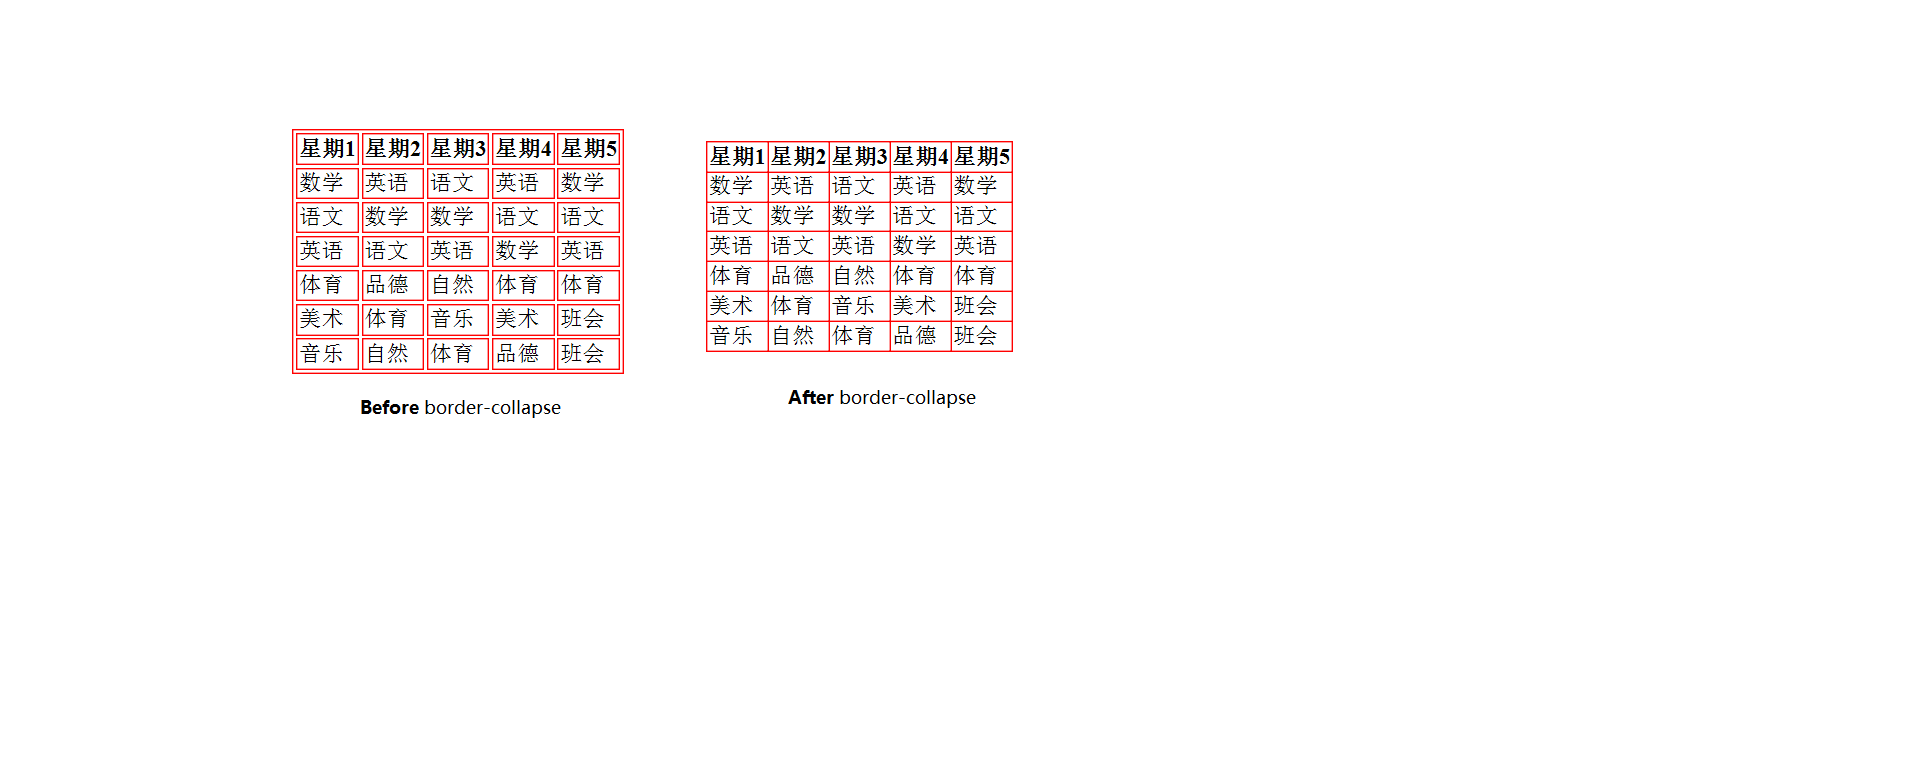 星期1 星期2 星期3 星期4 星期5
数学 英语 语文 英语 数学
语文 数学 数学 语文 语文
英语 语文 英语 数学 英语
体育 品德 自然 体育 体育
美术 体育 音乐 美术 班会
音乐 自然 体育 品德 班会
Before border-collapse
星期1 星期2 星期3 星期4 星期5
数学 英语 语文 英语 数学
语文 数学 数学 语文 语文
英语 语文 英语 数学 英语
体育 品德 自然 体育 体育
美术 体育 音乐 美术 班会
音乐 自然 体育 品德 班会
After border-collapse